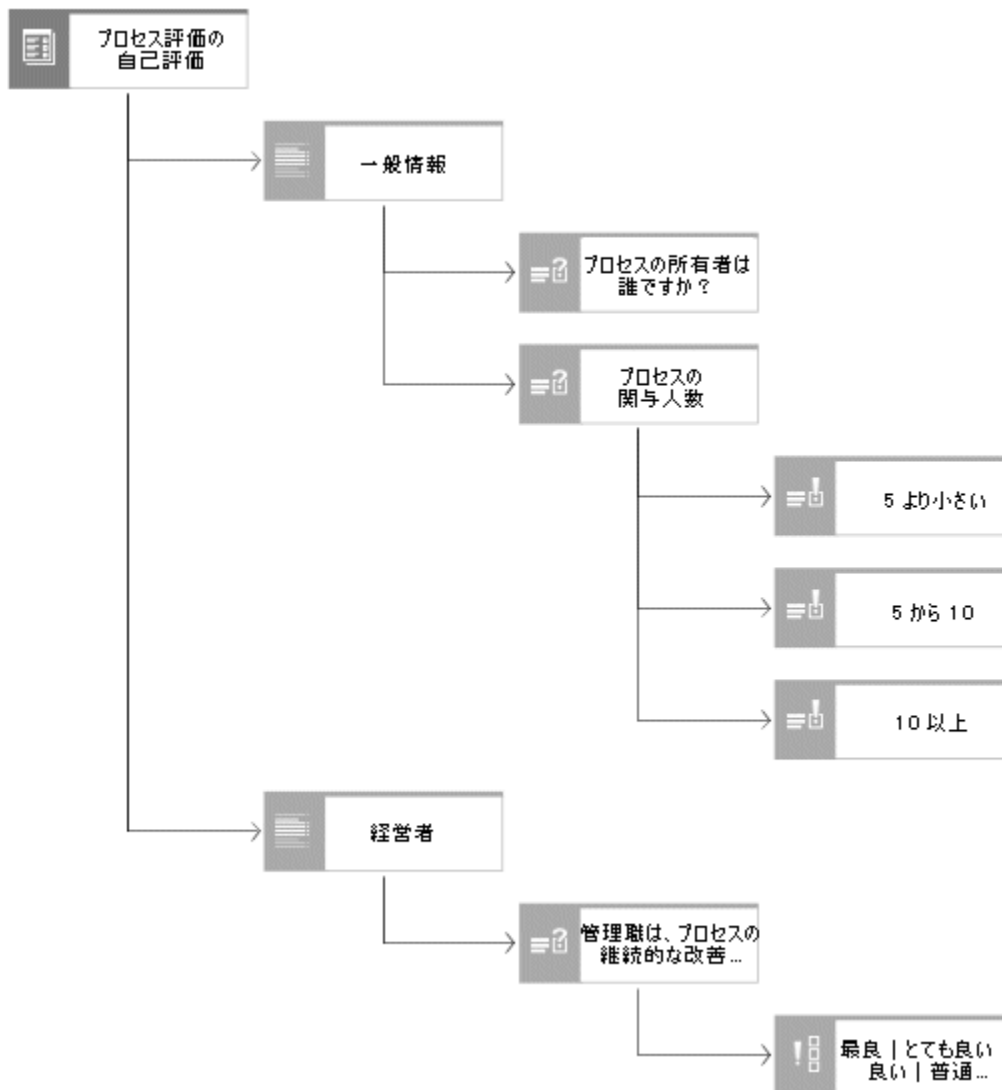 プロセス評価の
自己評価
一般情報
プロセスの所有者は
誰ですか？
プロセスの
関与人数
5 より小さい
5 から 10
10 以上
経営者
管理職は、プロセスの
継続的な改善...
最良 | とても良い
良い | 普通...